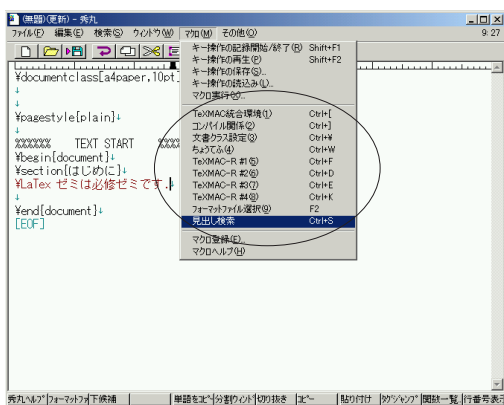 (無題)(更新) - 秀丸
ファイル(F) 編集(E) 検索(S) ウィンドウ(W) マクロ(M) その他(O) 9:27
キー操作の記録開始/終了(R) Shift+F1
キー操作の再生(P) Shift+F2
キー操作の保存(S)...
キー操作の読込み(L)...
マクロ実行(X)...
TeXMAC統合環境(1) Ctrl+[
コンパイル関係(2) Ctrl+]
文書クラス設定(3) Ctrl+¥
ちょうてふ(4) Ctrl+W
TeXMAC-R #1(5) Ctrl+F
TeXMAC-R #2(6) Ctrl+D
TeXMAC-R #3(7) Ctrl+E
TeXMAC-R #4(8) Ctrl+K
フォーマットファイル選択(9) F2
見出し検索 Ctrl+S
マクロ登録(E)...
マクロヘルプ(H)
¥documentclass[a4paper,10pt]
↓
↓
¥pagestyle{plain}↓
↓
%%%%%% TEXT START %%%%
¥begin{document}↓
¥section{はじめに}↓
¥LaTex ゼミは必修ゼミです.↓
↓
¥end{document}↓
[EOF]
秀丸ヘルプ フォーマットファ 下候補 単語をコピ 分割ウィンド 切り抜き コピー 貼り付け タグジャンプ 関数一覧. 行番号表示